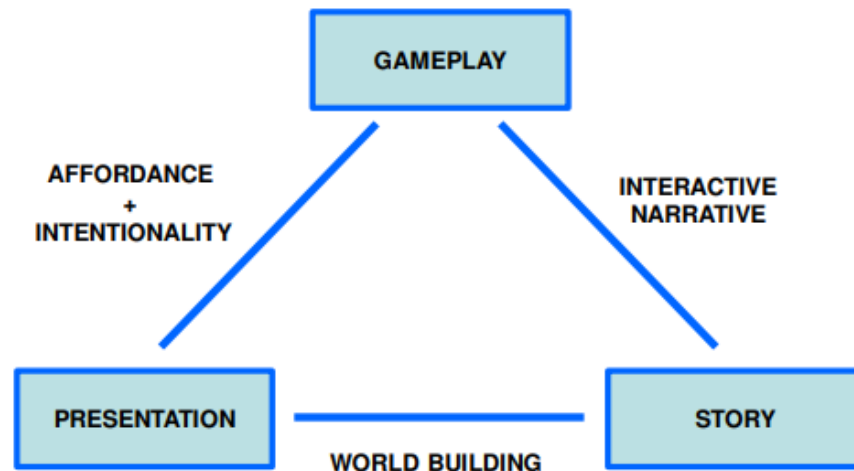 GAMEPLAY
AFFORDANCE
+
INTENTIONALITY
INTERACTIVE
NARRATIVE
PRESENTATION
STORY
WORLD BUILDING